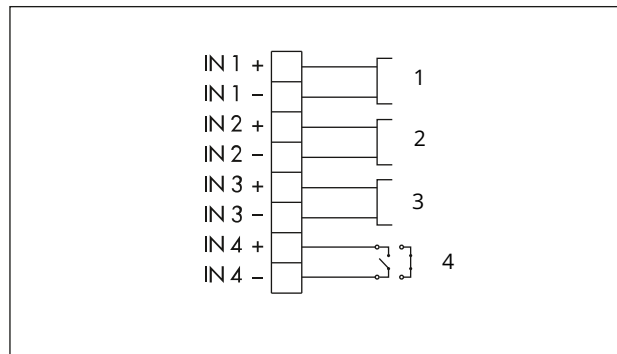 IN 1 +
IN 1 −
1
IN 2 +
IN 2 −
2
IN 3 +
IN 3 −
3
IN 4 +
IN 4 −
4